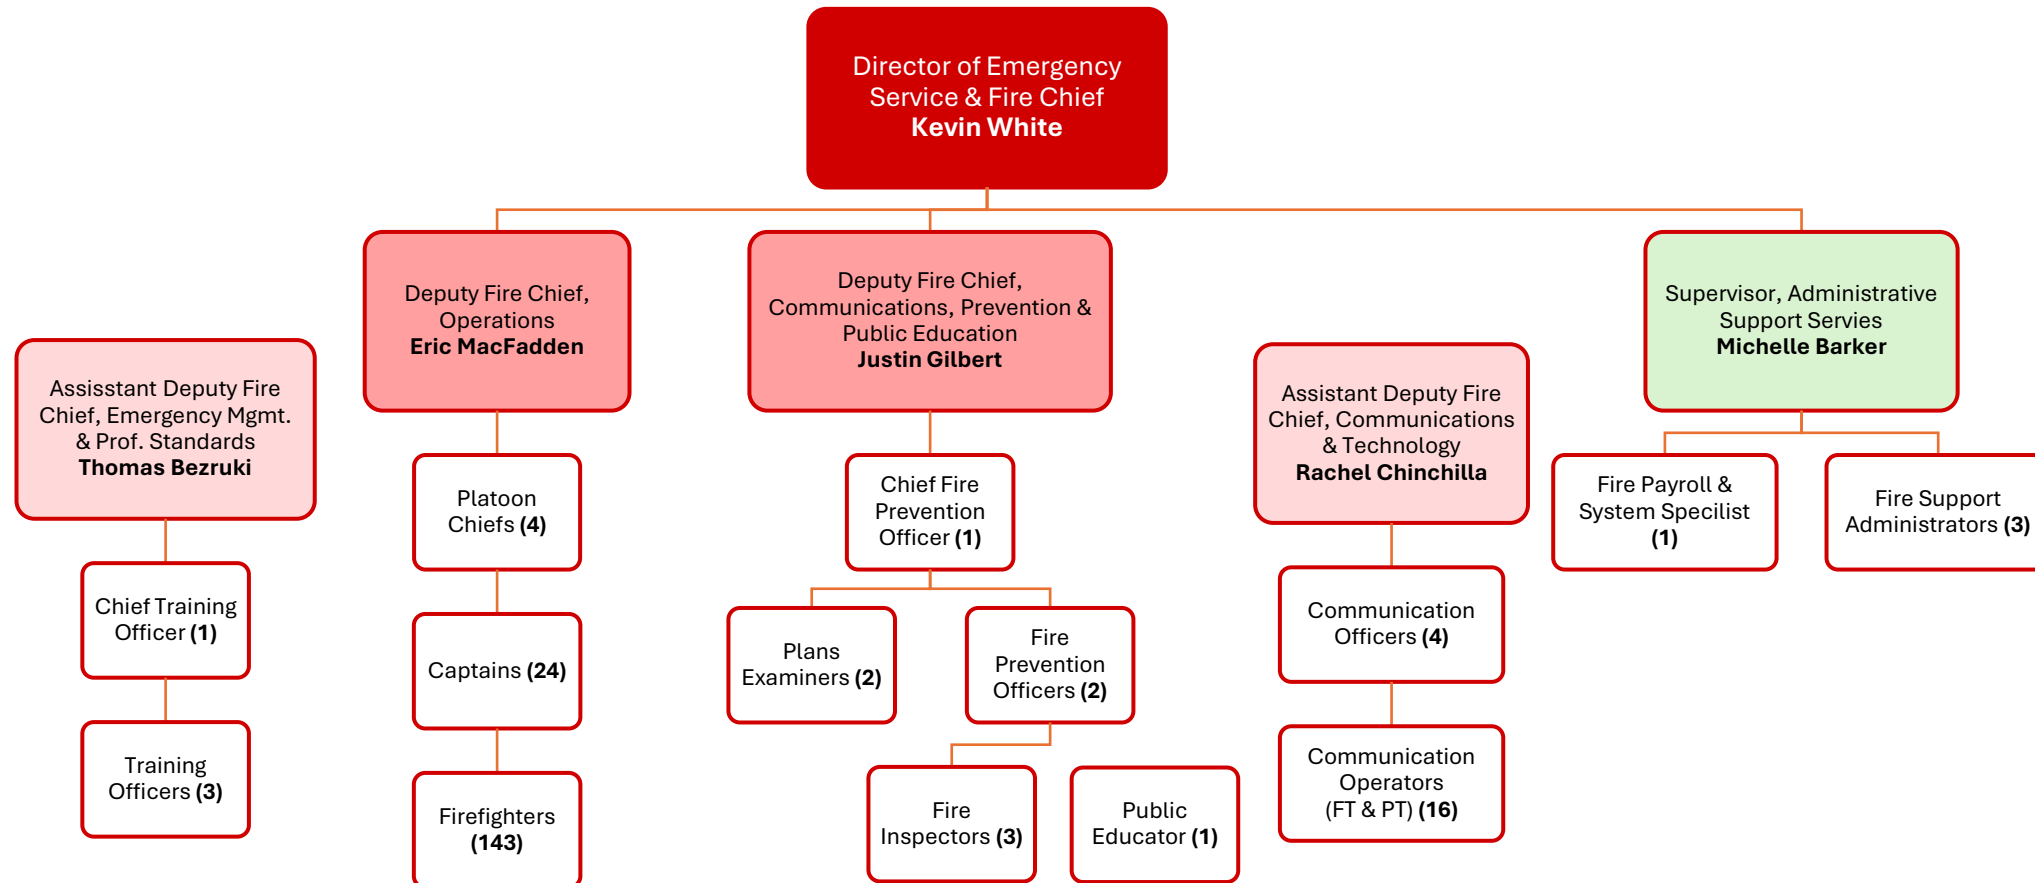 Director of Emergency
Service & Fire Chief
Kevin White
Deputy Fire Chief,
Operations
Eric MacFadden
Deputy Fire Chief,
Communications, Prevention &
Public Education
Justin Gilbert
Supervisor, Administrative
Support Servies
Michelle Barker
Assisstant Deputy Fire
Chief, Emergency Mgmt.
& Prof. Standards
Thomas Bezruki
Assistant Deputy Fire
Chief, Communications
& Technology
Rachel Chinchilla
Platoon
Chiefs (4)
Chief Fire
Prevention
Officer (1)
Fire Payroll &
System Specilist
(1)
Fire Support
Administrators (3)
Chief Training
Officer (1)
Captains (24)
Plans
Examiners (2)
Fire
Prevention
Officers (2)
Communication
Officers (4)
Training
Officers (3)
Firefighters
(143)
Fire
Inspectors (3)
Public
Educator (1)
Communication
Operators
(FT & PT) (16)